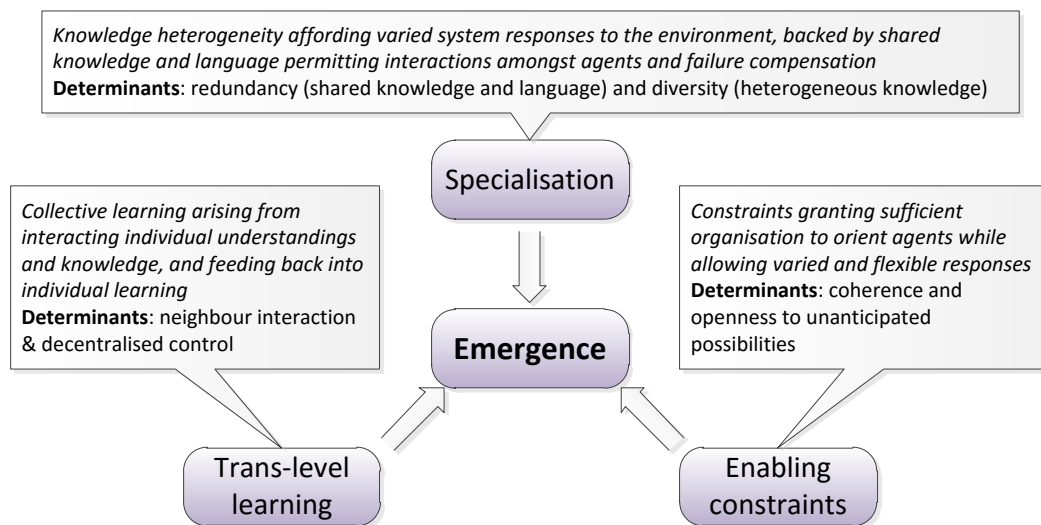 Knowledge heterogeneity affording varied system responses to the environment, backed by shared
knowledge and language permitting interactions amongst agents and failure compensation
Determinants: redundancy (shared knowledge and language) and diversity (heterogeneous knowledge)
Specialisation
Collective learning arising from
interacting individual understandings
and knowledge, and feeding back into
individual learning
Determinants: neighbour interaction
& decentralised control
Constraints granting sufficient
organisation to orient agents while
allowing varied and flexible responses
Determinants: coherence and
openness to unanticipated
possibilities
Emergence
Trans-level
learning
Enabling
constraints